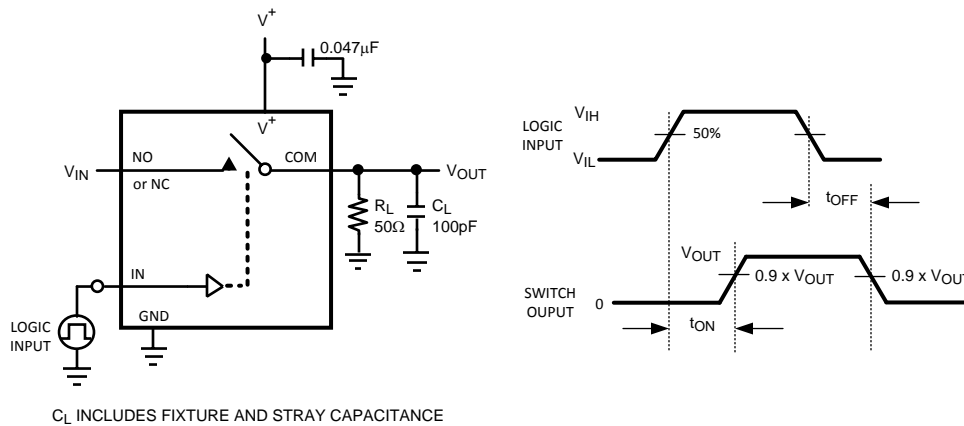 V+
0.047μF
V+
NO
or NC
COM
VIN
VOUT
RL
50Ω
CL
100pF
IN
GND
LOGIC
INPUT
CL INCLUDES FIXTURE AND STRAY CAPACITANCE
LOGIC
INPUT
VIH
VIL
50%
tOFF
VOUT
0.9 x VOUT
0.9 x VOUT
SWITCH
OUPUT
0
tON